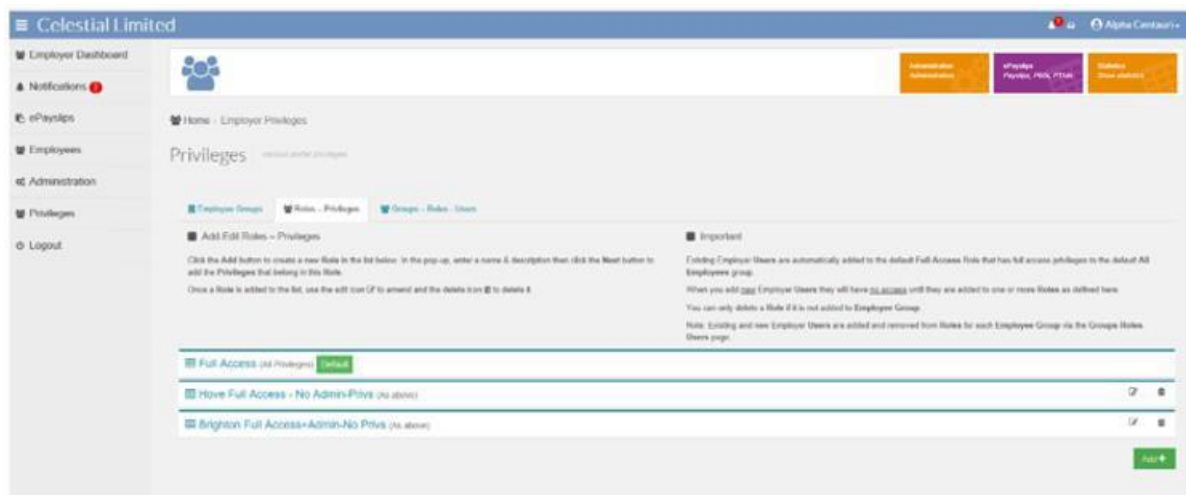 Celestial Limited
Alpha Centauri
Employer Dashboard
Administration
Administration
ePayslips
Payslips, P60s, P11ds
Statistics
Show statistics
Notifications
ePayslips
Home - Employer Privileges
Employees
Privileges
Administration
Privileges
Employee Groups
Roles - Privileges
Groups - Roles - Users
Logout
Add Edit Roles – Privileges
Important
Click the Add button to create a new Role in the list below. In the pop-up, enter a name & description then click the Next button to
add the Privileges that belong in this Role.
Once a Role is added to the list, use the edit icon to amend and the delete icon to delete it.
Existing Employer Users are automatically added to the default Full Access Role that has full access privileges to the default All
Employees group.
When you add new Employer Users they will have no access until they are added to one or more Roles as defined here.
You can only delete a Role if it is not added to Employee Group.
Note: Existing and new Employer Users are added and removed from Roles for each Employee Group via the Groups Roles
Users page.
Full Access (All Privileges) Default
Hove Full Access - No Admin-Privs (As above)
Brighton Full Access+Admin-No Privs (As above)
Add